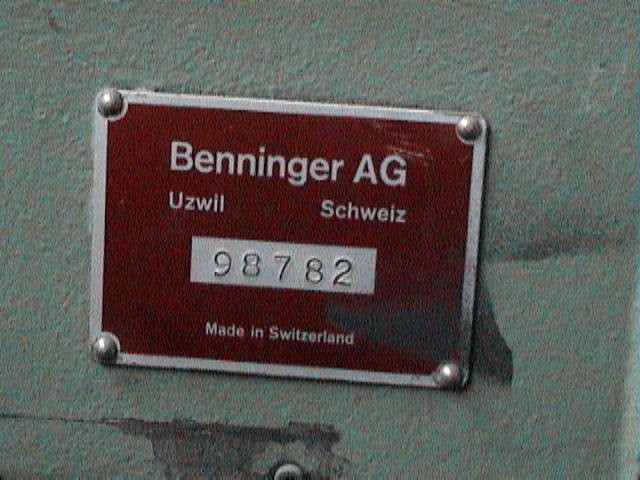 Benninger AG
Uzwil Schweiz
98782
Made in Switzerland